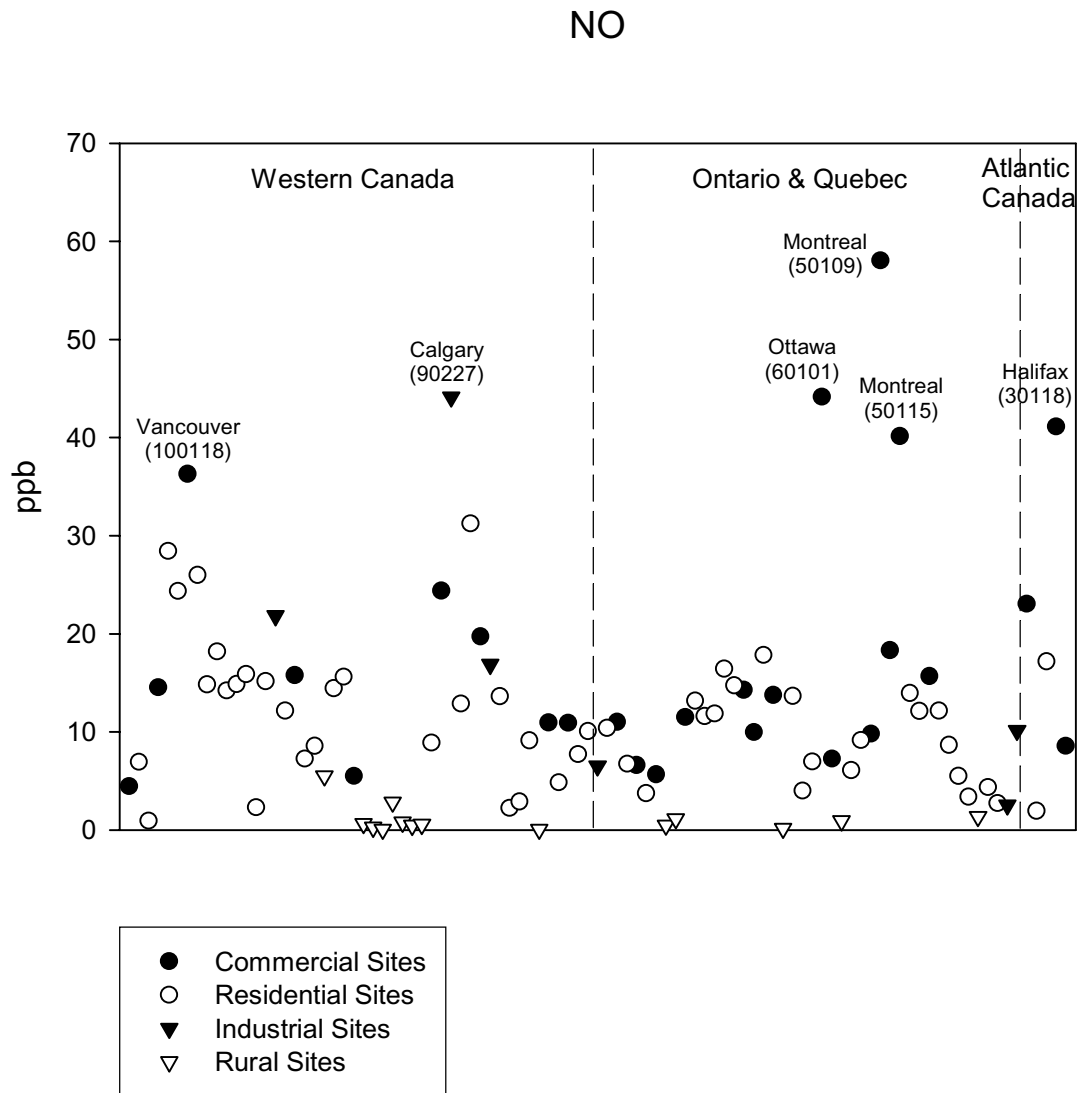 NO
70
60
50
40
30
20
10
0
ppb
Western Canada
Ontario & Quebec
Atlantic
Canada
Montreal
(50109)
Calgary
(90227)
Ottawa
(60101)
Montreal
(50115)
Halifax
(30118)
Vancouver
(100118)
Commercial Sites
Residential Sites
Industrial Sites
Rural Sites